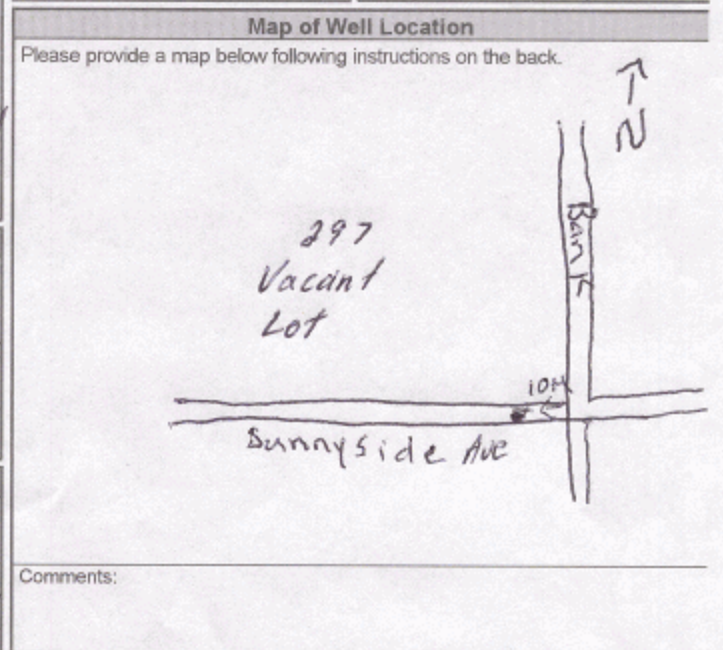 Map of Well Location
Please provide a map below following instructions on the back.
N
Bank
297
Vacant
Lot
10M
Sunnyside Ave
Comments: